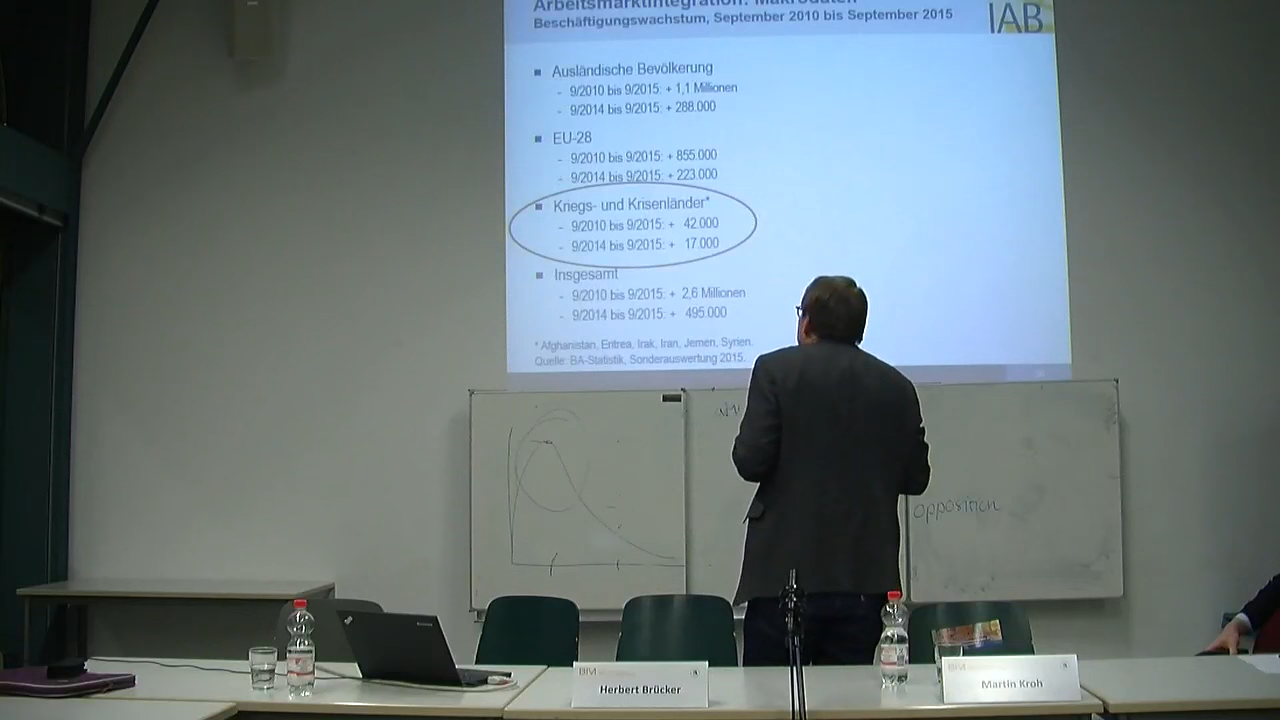 Arbeitsmarktintegration: Makrodaten
Beschäftigungswachstum, September 2010 bis September 2015
IAB
Ausländische Bevölkerung
- 9/2010 bis 9/2015: + 1,1 Millionen
- 9/2014 bis 9/2015: + 288.000
EU-28
- 9/2010 bis 9/2015: + 855.000
- 9/2014 bis 9/2015: + 223.000
Kriegs- und Krisenländer*
- 9/2010 bis 9/2015: + 42.000
- 9/2014 bis 9/2015: + 17.000
Insgesamt
- 9/2010 bis 9/2015: + 2,6 Millionen
- 9/2014 bis 9/2015: + 495.000
* Afghanistan, Eritrea, Irak, Iran, Jemen, Syrien.
Quelle: BA-Statistik, Sonderauswertung 2015.
opposition
BIM
Herbert Brücker
BIM
Martin Kroh